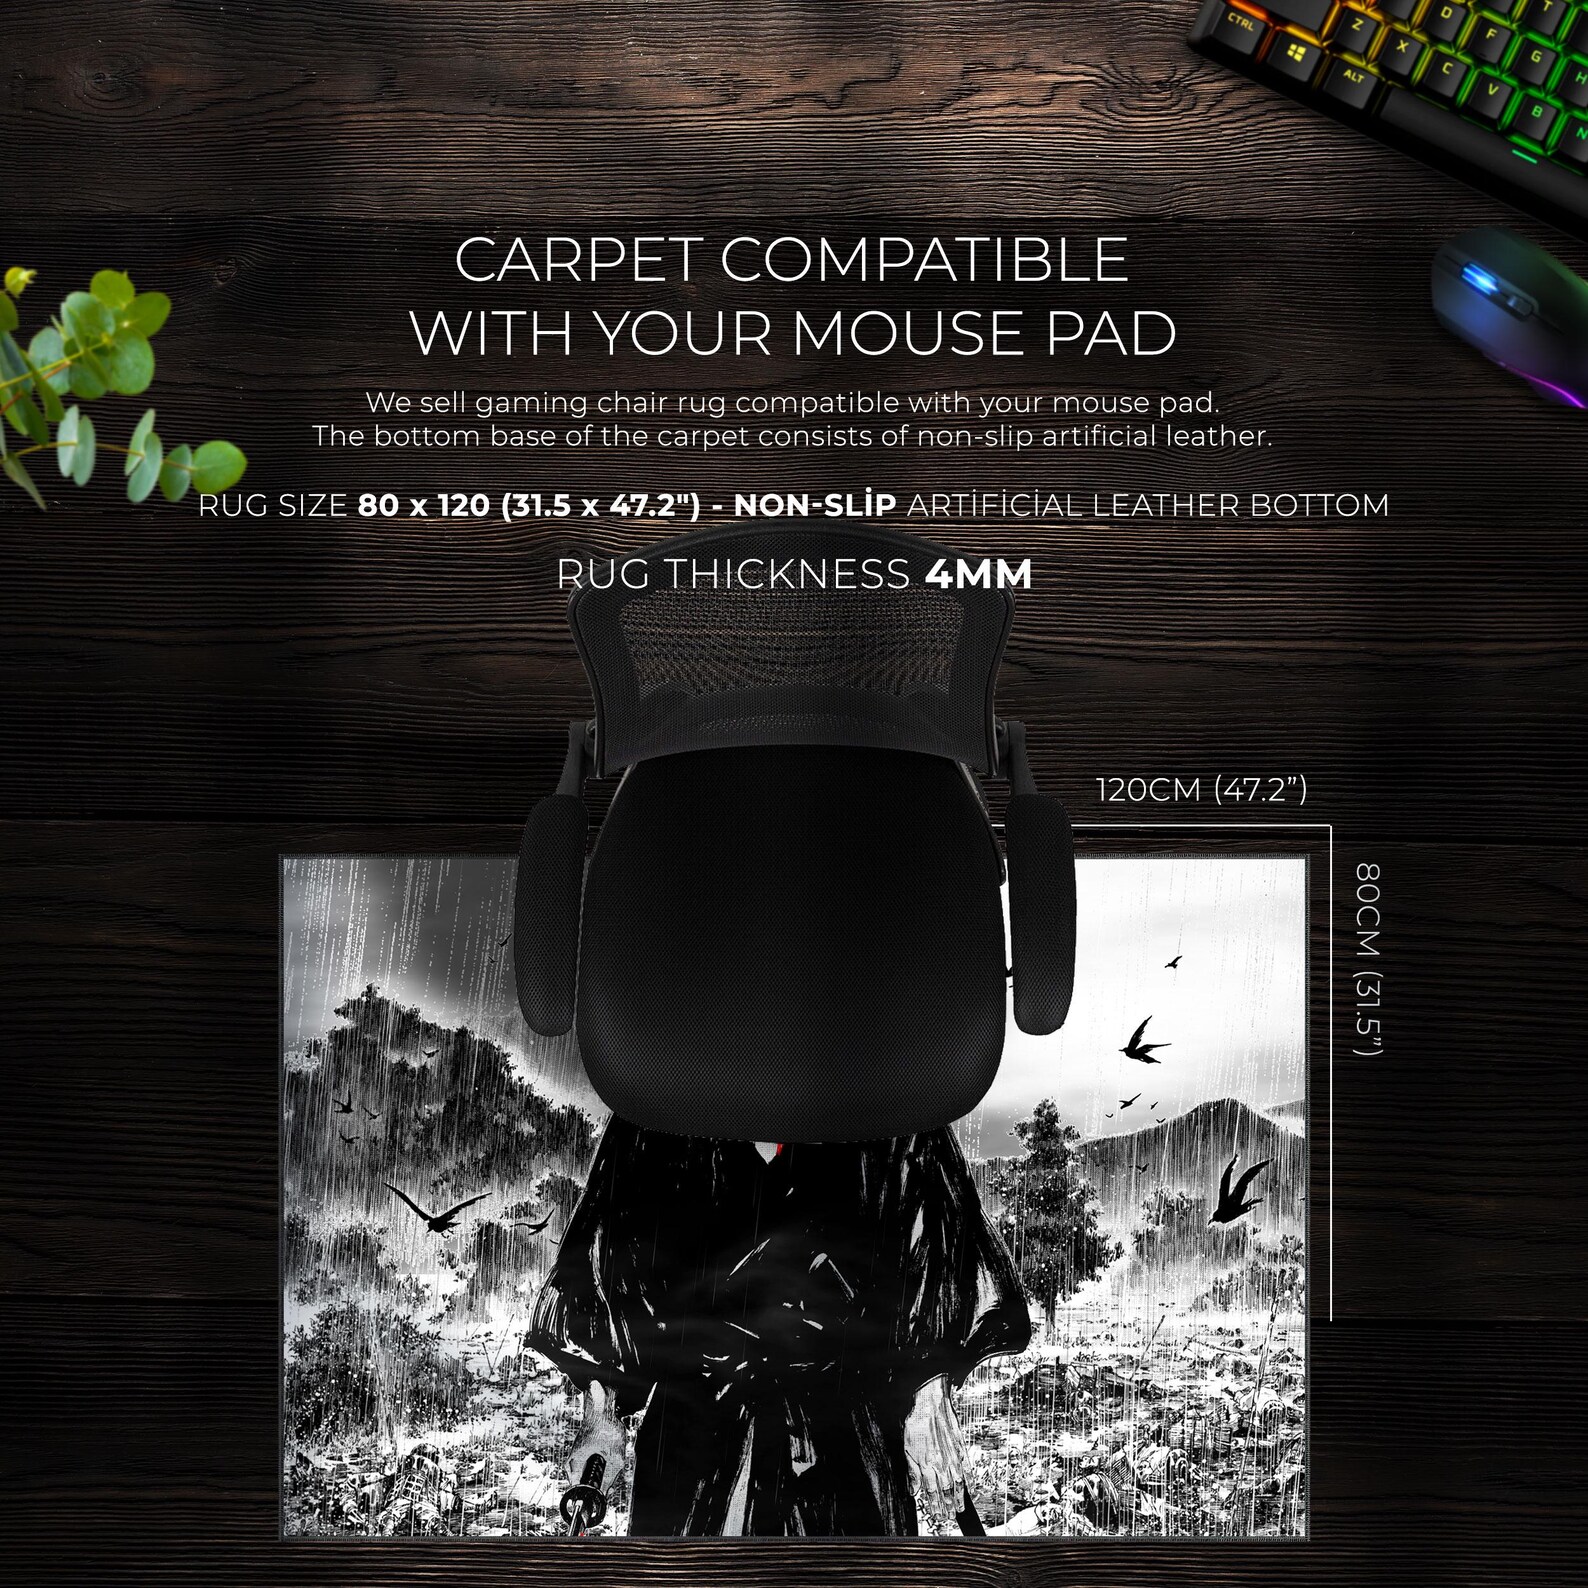 CTRL
ALT
Z
X
C
V
B
N
D
F
G
H
T
CARPET COMPATIBLE
WITH YOUR MOUSE PAD
We sell gaming chair rug compatible with your mouse pad.
The bottom base of the carpet consists of non-slip artificial leather.
RUG SIZE 80 x 120 (31.5 x 47.2") - NON-SLİP ARTİFİCİAL LEATHER BOTTOM
RUG THICKNESS 4MM
120CM (47.2”)
80CM (31.5”)